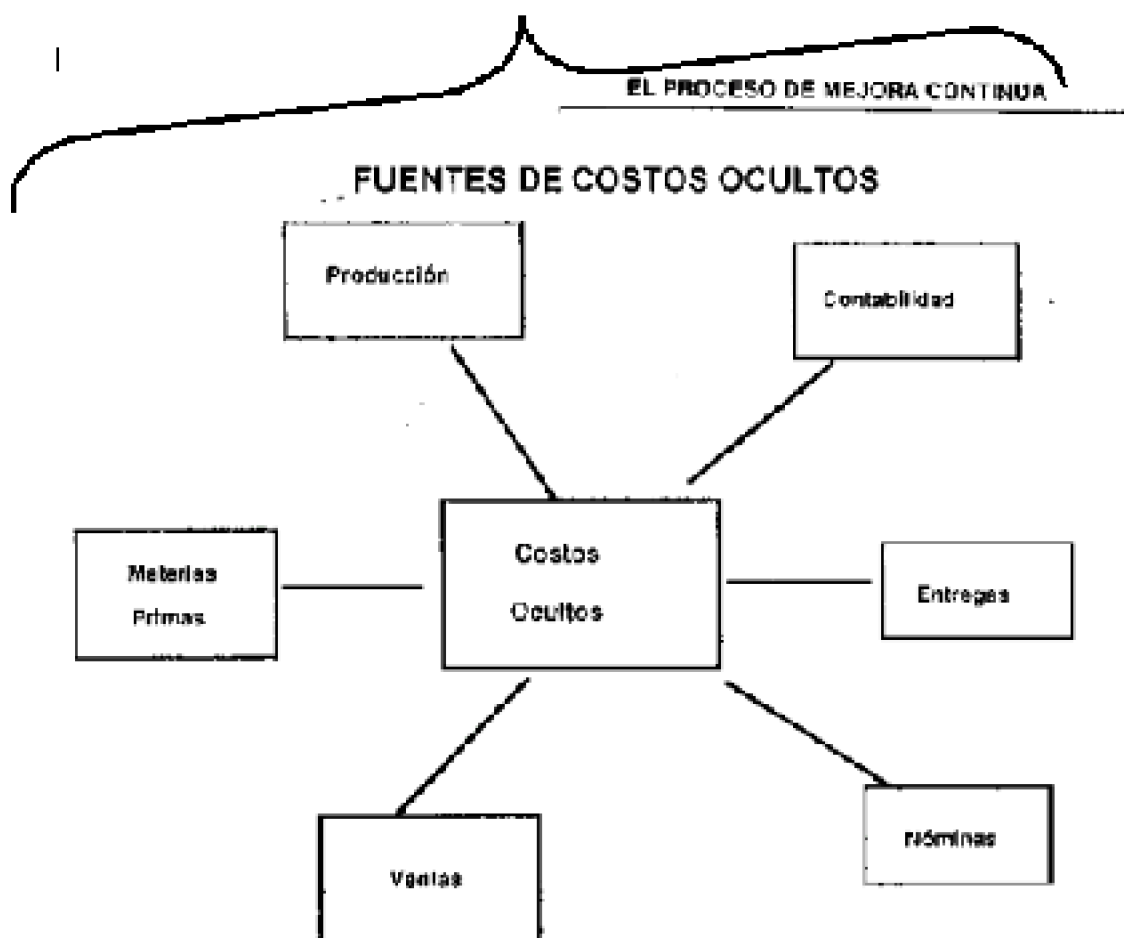 EL PROCESO DE MEJORA CONTINUA
FUENTES DE COSTOS OCULTOS
Producción
Contabilidad
Materias
Primas
Costos
Ocultos
Entregas
Ventas
Nóminas